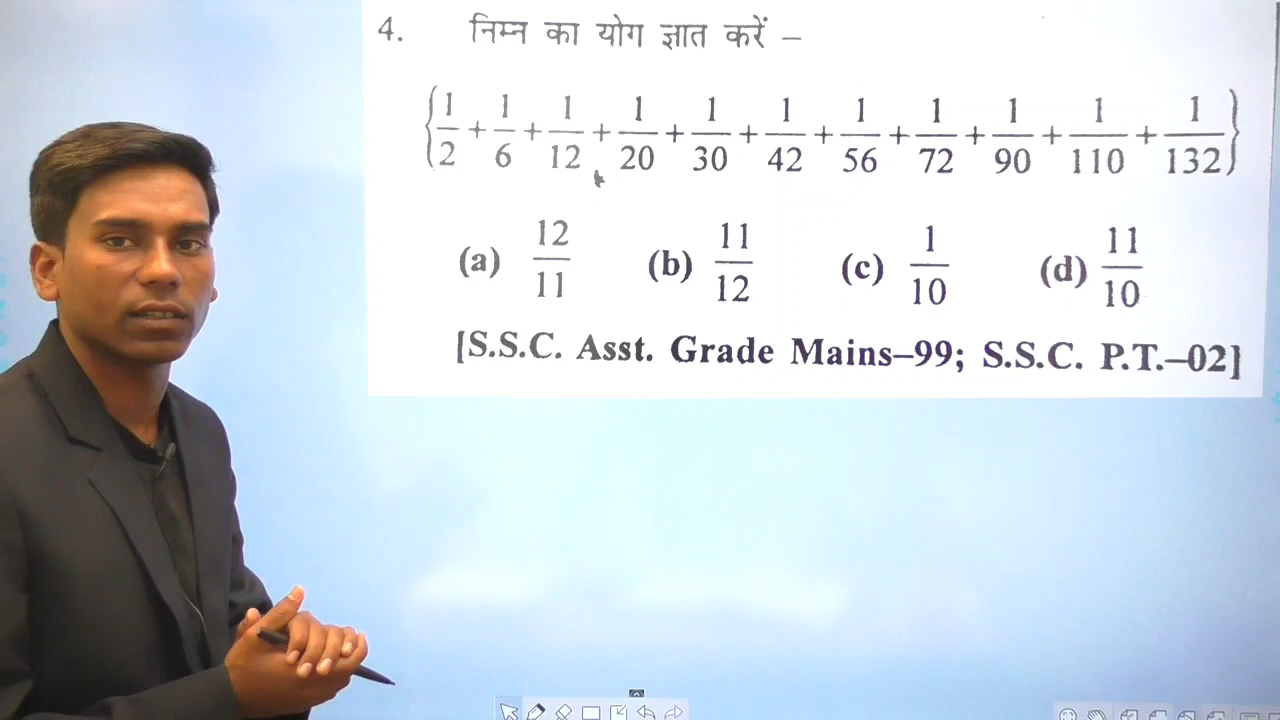 4. निम्न का योग ज्ञात करें –
{1/2 + 1/6 + 1/12 + 1/20 + 1/30 + 1/42 + 1/56 + 1/72 + 1/90 + 1/110 + 1/132}
(a) 12/11 (b) 11/12 (c) 1/10 (d) 11/10
[S.S.C. Asst. Grade Mains–99; S.S.C. P.T.–02]